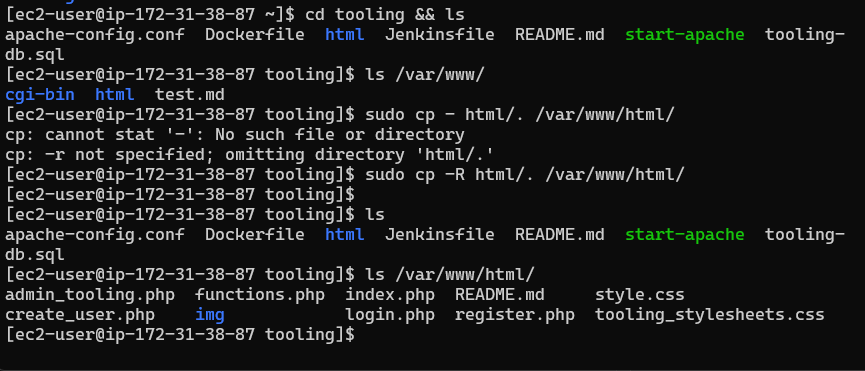 [ec2-user@ip-172-31-38-87 ~]$ cd tooling && ls
apache-config.conf  Dockerfile  html  Jenkinsfile  README.md  start-apache  tooling-
db.sql
[ec2-user@ip-172-31-38-87 tooling]$ ls /var/www/
cgi-bin  html  test.md
[ec2-user@ip-172-31-38-87 tooling]$ sudo cp - html/. /var/www/html/
cp: cannot stat '-': No such file or directory
cp: -r not specified; omitting directory 'html/.'
[ec2-user@ip-172-31-38-87 tooling]$ sudo cp -R html/. /var/www/html/
[ec2-user@ip-172-31-38-87 tooling]$
[ec2-user@ip-172-31-38-87 tooling]$ ls
apache-config.conf  Dockerfile  html  Jenkinsfile  README.md  start-apache  tooling-
db.sql
[ec2-user@ip-172-31-38-87 tooling]$ ls /var/www/html/
admin_tooling.php  functions.php  index.php  README.md     style.css
create_user.php    img            login.php  register.php  tooling_stylesheets.css
[ec2-user@ip-172-31-38-87 tooling]$